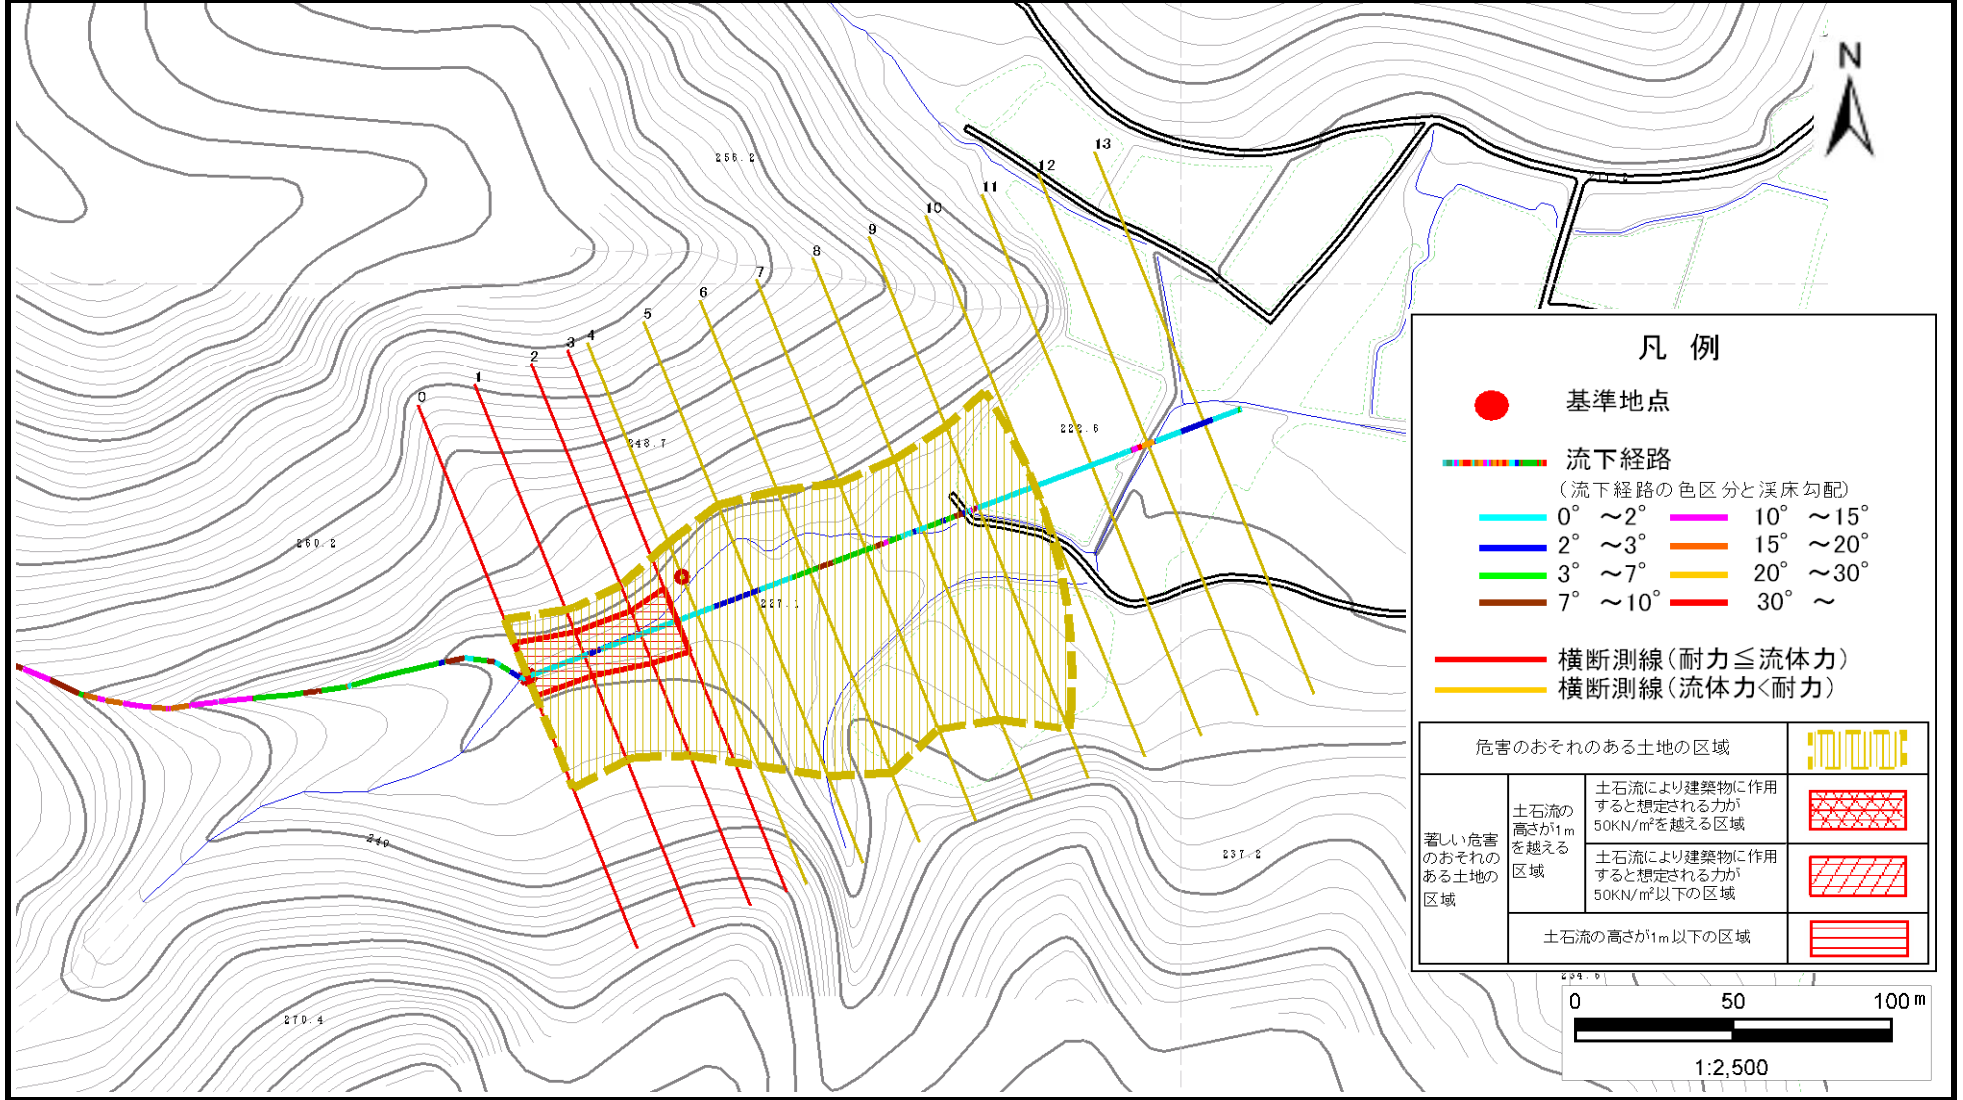 N
13
12
11
10
9
8
7
6
5
4
3
2
1
0
256.2
248.7
222.6
260.2
227.1
240
237.2
270.4
凡 例
基準地点
流下経路
(流下経路の色区分と渓床勾配)
0° ～2° 10° ～15°
2° ～3° 15° ～20°
3° ～7° 20° ～30°
7° ～10° 30° ～
横断測線(耐力≦流体力)
横断測線(流体力<耐力)
危害のおそれのある土地の区域
著しい危害
のおそれの
ある土地の
区域
土石流の
高さが1m
を越える
区域
土石流により建築物に作用
すると想定される力が
50KN/㎡を越える区域
土石流により建築物に作用
すると想定される力が
50KN/㎡以下の区域
土石流の高さが1m以下の区域
0 50 100m
1:2,500